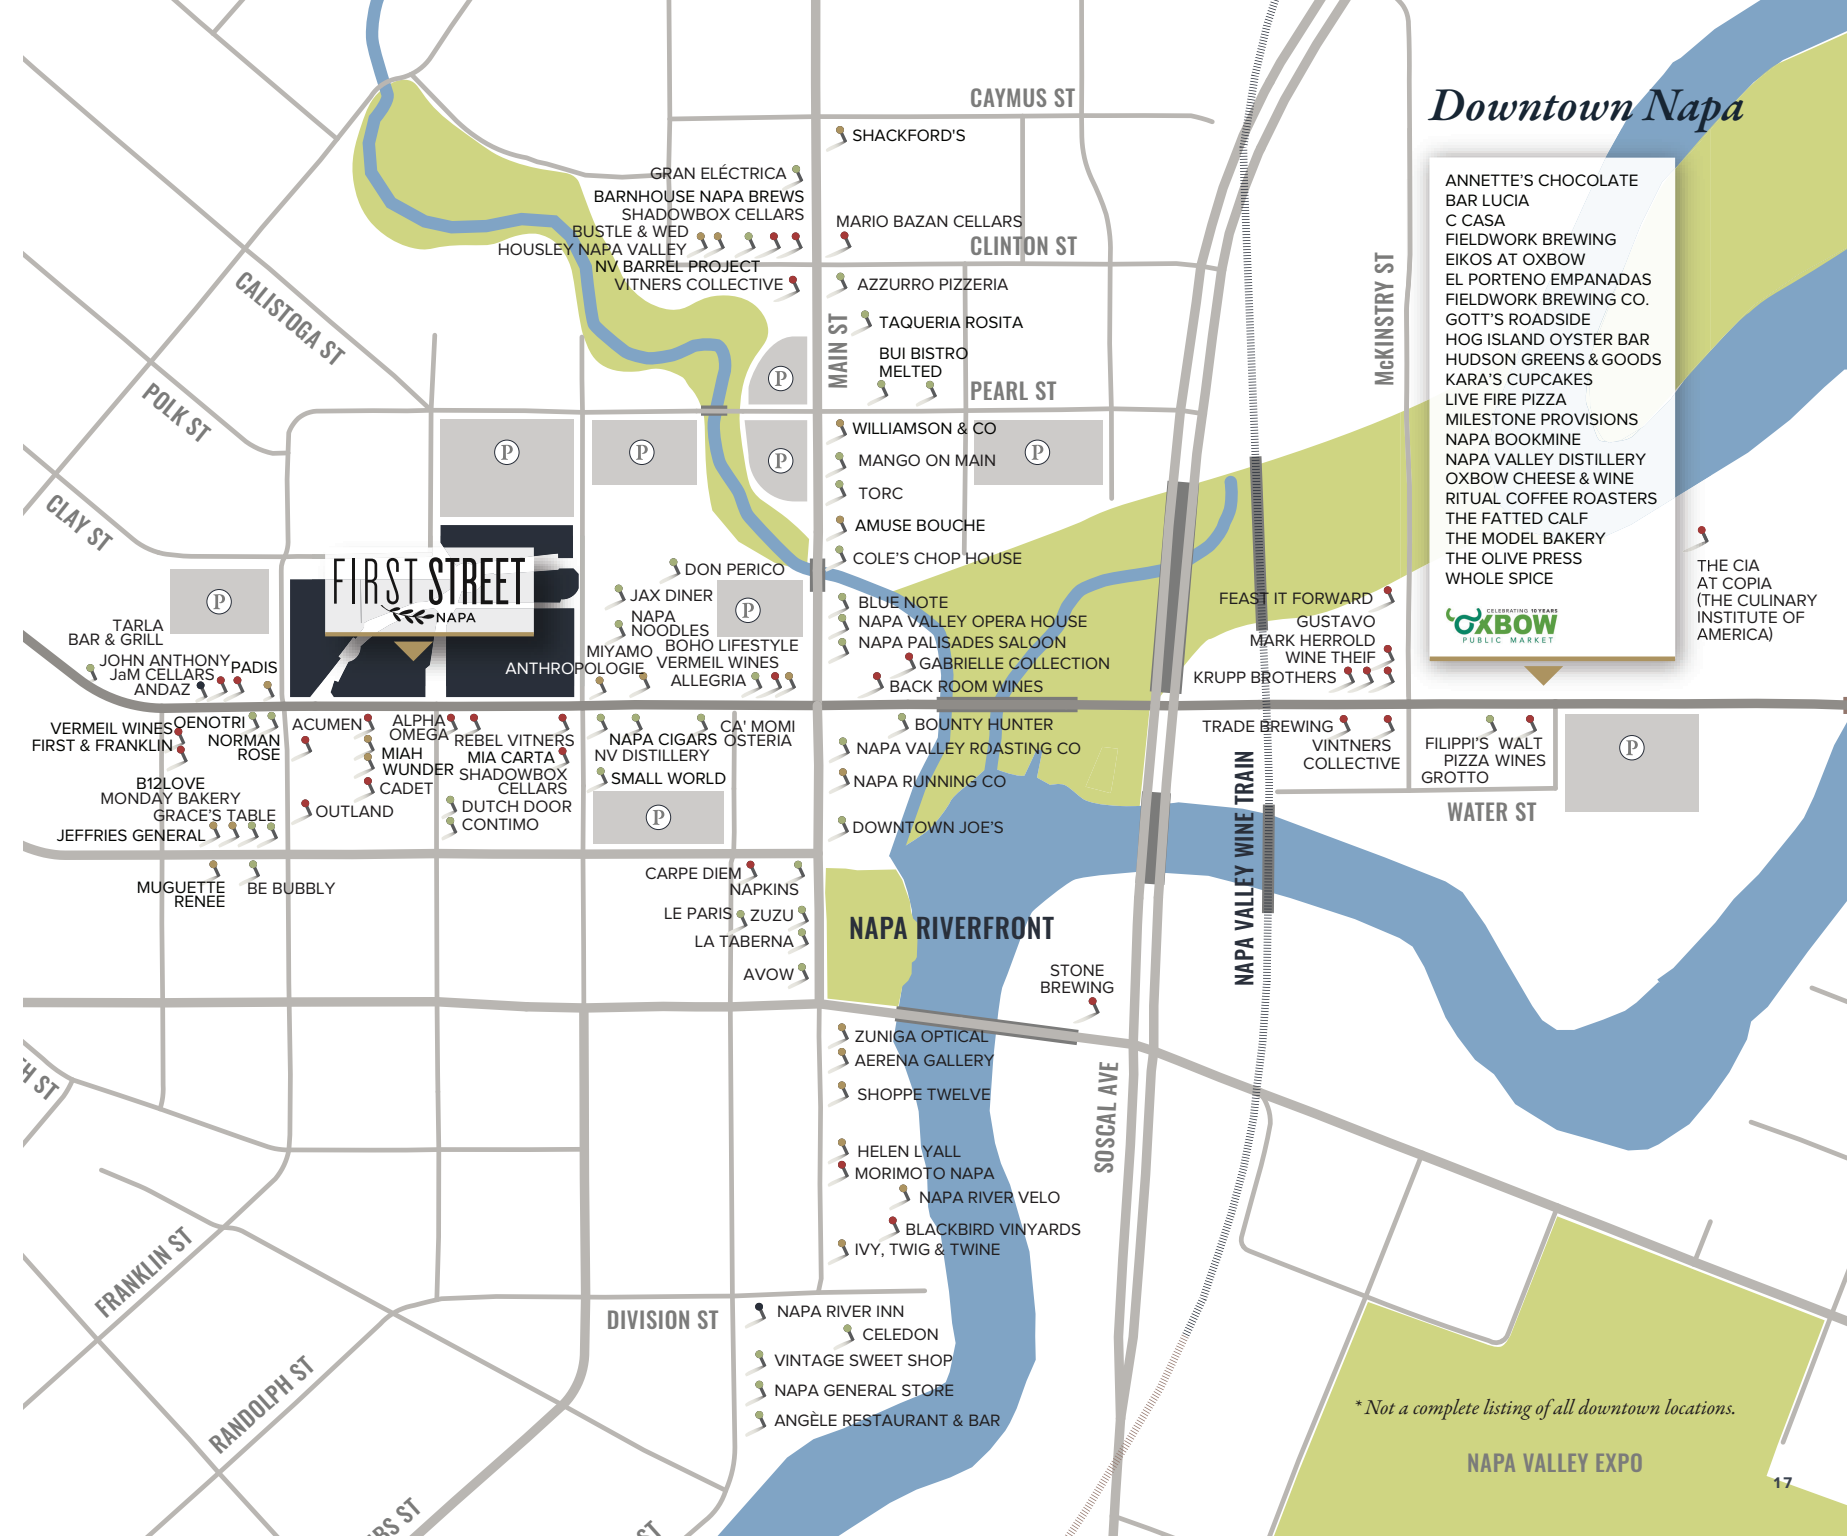 Downtown Napa
CAYMUS ST
SHACKFORD'S
GRAN ELÉCTRICA
BARNHOUSE NAPA BREWS
SHADOWBOX CELLARS
BUSTLE & WED
HOUSLEY NAPA VALLEY
NV BARREL PROJECT
VITNERS COLLECTIVE
MARIO BAZAN CELLARS
CLINTON ST
AZZURRO PIZZERIA
MAIN ST
TAQUERIA ROSITA
BUI BISTRO
MELTED
PEARL ST
McKINSTRY ST
CALISTOGA ST
POLK ST
CLAY ST
P
P
P
P
P
WILLIAMSON & CO
MANGO ON MAIN
TORC
AMUSE BOUCHE
COLE'S CHOP HOUSE
ANNETTE'S CHOCOLATE
BAR LUCIA
C CASA
FIELDWORK BREWING
EIKOS AT OXBOW
EL PORTENO EMPANADAS
FIELDWORK BREWING CO.
GOTT'S ROADSIDE
HOG ISLAND OYSTER BAR
HUDSON GREENS & GOODS
KARA'S CUPCAKES
LIVE FIRE PIZZA
MILESTONE PROVISIONS
NAPA BOOKMINE
NAPA VALLEY DISTILLERY
OXBOW CHEESE & WINE
RITUAL COFFEE ROASTERS
THE FATTED CALF
THE MODEL BAKERY
THE OLIVE PRESS
WHOLE SPICE
CELEBRATING 10 YEARS
OXBOW
PUBLIC MARKET
THE CIA
AT COPIA
(THE CULINARY
INSTITUTE OF
AMERICA)
FIRST STREET
NAPA
P
P
DON PERICO
JAX DINER
NAPA
NOODLES
BOHO LIFESTYLE
MIYAMO
VERMEIL WINES
ANTHROPOLOGIE
ALLEGRIA
TARLA
BAR & GRILL
JOHN ANTHONY
JaM CELLARS
PADIS
ANDAZ
BLUE NOTE
NAPA VALLEY OPERA HOUSE
NAPA PALISADES SALOON
GABRIELLE COLLECTION
BACK ROOM WINES
FEAST IT FORWARD
GUSTAVO
MARK HERROLD
WINE THEIF
KRUPP BROTHERS
VERMEIL WINES
OENOTRI
FIRST & FRANKLIN
NORMAN
ROSE
ACUMEN
ALPHA
OMEGA
REBEL VITNERS
MIAH
WUNDER
MIA CARTA
SHADOWBOX
CELLARS
CADET
DUTCH DOOR
CONTIMO
OUTLAND
NAPA CIGARS
NV DISTILLERY
CA' MOMI
OSTERIA
SMALL WORLD
P
B12LOVE
MONDAY BAKERY
GRACE'S TABLE
JEFFRIES GENERAL
MUGUETTE
RENEE
BE BUBBLY
BOUNTY HUNTER
NAPA VALLEY ROASTING CO
NAPA RUNNING CO
DOWNTOWN JOE'S
TRADE BREWING
VINTNERS
COLLECTIVE
FILIPPI'S
PIZZA
GROTTO
WALT
WINES
P
WATER ST
NAPA VALLEY WINE TRAIN
CARPE DIEM
NAPKINS
LE PARIS
ZUZU
LA TABERNA
AVOW
NAPA RIVERFRONT
STONE
BREWING
ZUNIGA OPTICAL
AERENA GALLERY
SHOPPE TWELVE
SOSCAL AVE
HELEN LYALL
MORIMOTO NAPA
NAPA RIVER VELO
BLACKBIRD VINYARDS
IVY, TWIG & TWINE
H ST
FRANKLIN ST
RANDOLPH ST
DIVISION ST
NAPA RIVER INN
CELEDON
VINTAGE SWEET SHOP
NAPA GENERAL STORE
ANGÈLE RESTAURANT & BAR
RS ST
ST
* Not a complete listing of all downtown locations.
NAPA VALLEY EXPO
17